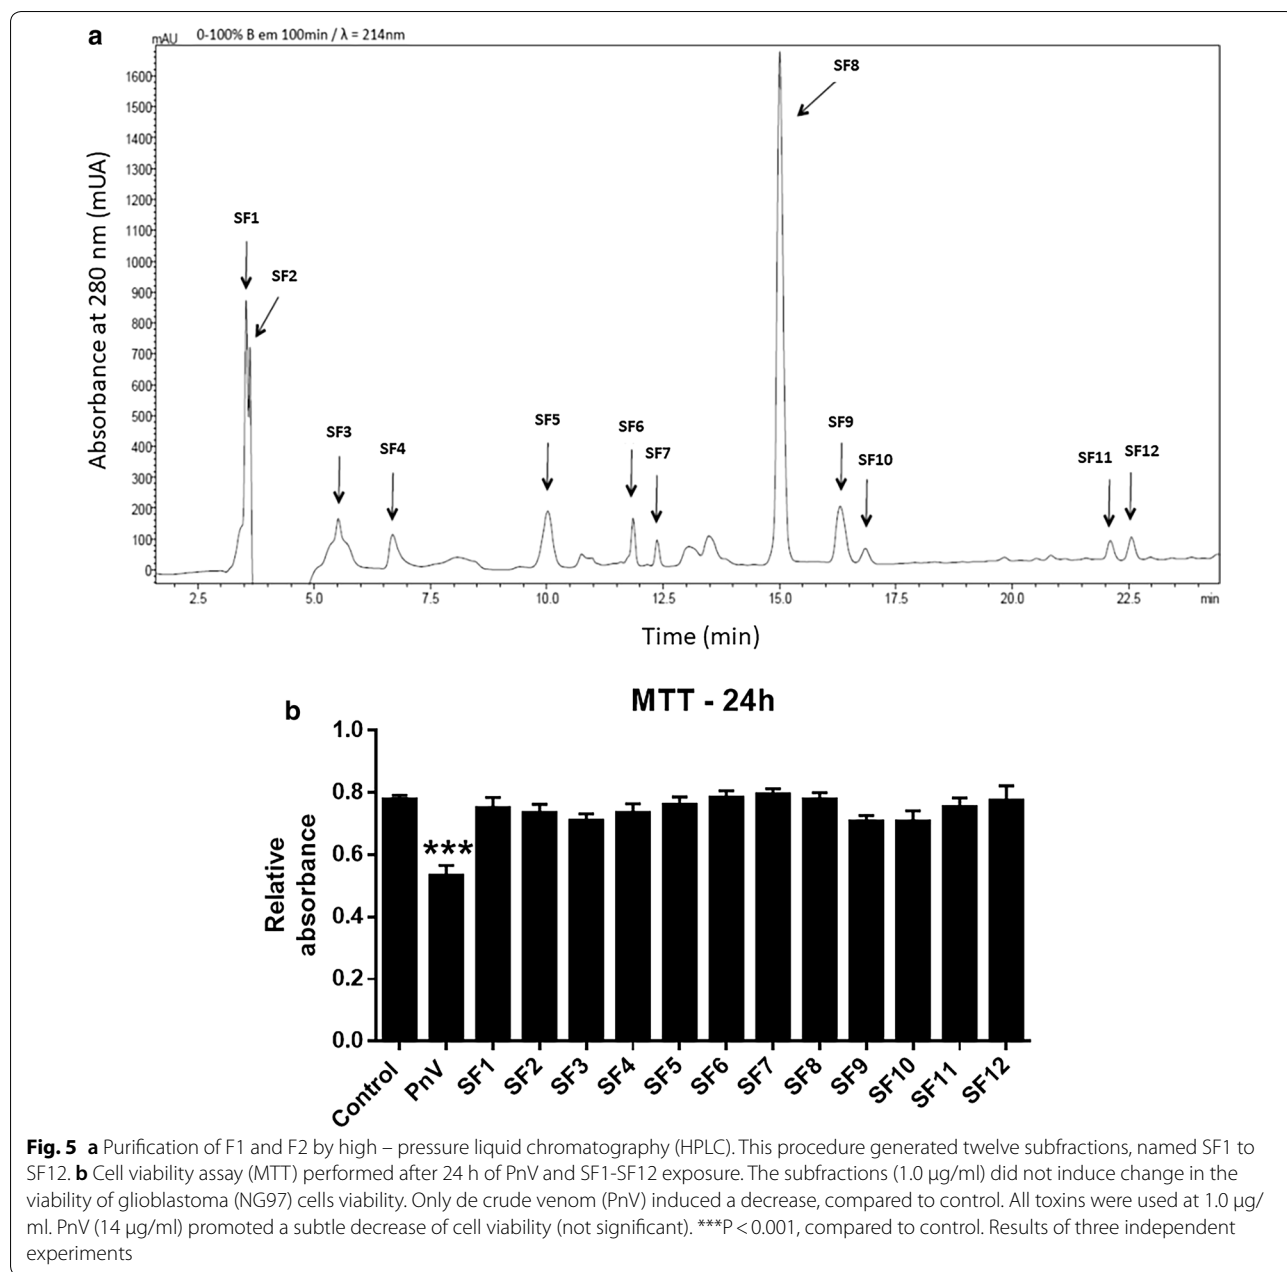 a
mAU 0-100% B em 100min / λ = 214nm
1600
1500
1400
1300
1200
1100
1000
900
800
700
600
500
400
300
200
100
0
Absorbance at 280 nm (mUA)
SF1
SF2
SF3
SF4
SF5
SF6
SF7
SF8
SF9
SF10
SF11
SF12
2.5 5.0 7.5 10.0 12.5 15.0 17.5 20.0 22.5 min
Time (min)
b
MTT - 24h
1.0
0.8
0.6
0.4
0.2
0.0
Relative
absorbance
***
Control PnV SF1 SF2 SF3 SF4 SF5 SF6 SF7 SF8 SF9 SF10 SF11 SF12
Fig. 5 a Purification of F1 and F2 by high – pressure liquid chromatography (HPLC). This procedure generated twelve subfractions, named SF1 to
SF12. b Cell viability assay (MTT) performed after 24 h of PnV and SF1-SF12 exposure. The subfractions (1.0 µg/ml) did not induce change in the
viability of glioblastoma (NG97) cells viability. Only de crude venom (PnV) induced a decrease, compared to control. All toxins were used at 1.0 µg/
ml. PnV (14 µg/ml) promoted a subtle decrease of cell viability (not significant). ***P < 0.001, compared to control. Results of three independent
experiments